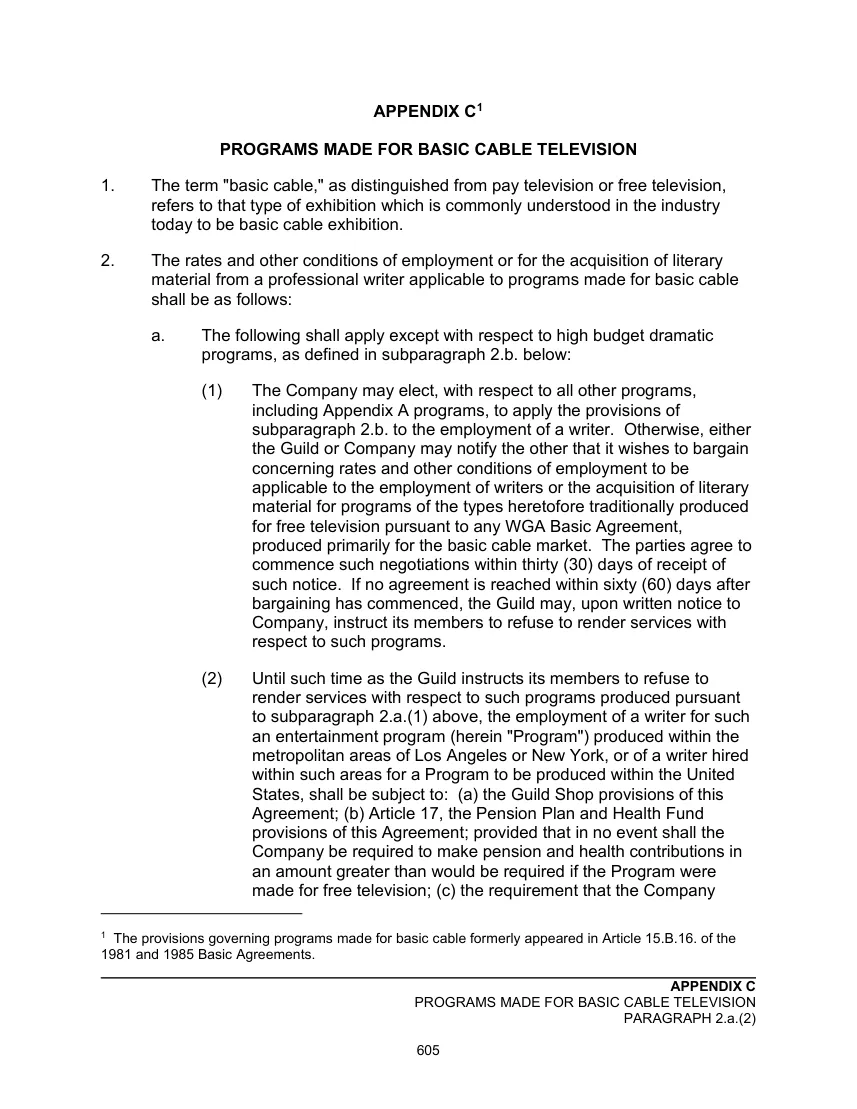 APPENDIX C1
PROGRAMS MADE FOR BASIC CABLE TELEVISION
1. The term "basic cable," as distinguished from pay television or free television,
refers to that type of exhibition which is commonly understood in the industry
today to be basic cable exhibition.
2. The rates and other conditions of employment or for the acquisition of literary
material from a professional writer applicable to programs made for basic cable
shall be as follows:
a. The following shall apply except with respect to high budget dramatic
programs, as defined in subparagraph 2.b. below:
(1) The Company may elect, with respect to all other programs,
including Appendix A programs, to apply the provisions of
subparagraph 2.b. to the employment of a writer.  Otherwise, either
the Guild or Company may notify the other that it wishes to bargain
concerning rates and other conditions of employment to be
applicable to the employment of writers or the acquisition of literary
material for programs of the types heretofore traditionally produced
for free television pursuant to any WGA Basic Agreement,
produced primarily for the basic cable market.  The parties agree to
commence such negotiations within thirty (30) days of receipt of
such notice.  If no agreement is reached within sixty (60) days after
bargaining has commenced, the Guild may, upon written notice to
Company, instruct its members to refuse to render services with
respect to such programs.
(2) Until such time as the Guild instructs its members to refuse to
render services with respect to such programs produced pursuant
to subparagraph 2.a.(1) above, the employment of a writer for such
an entertainment program (herein "Program") produced within the
metropolitan areas of Los Angeles or New York, or of a writer hired
within such areas for a Program to be produced within the United
States, shall be subject to:  (a) the Guild Shop provisions of this
Agreement; (b) Article 17, the Pension Plan and Health Fund
provisions of this Agreement; provided that in no event shall the
Company be required to make pension and health contributions in
an amount greater than would be required if the Program were
made for free television; (c) the requirement that the Company
1 The provisions governing programs made for basic cable formerly appeared in Article 15.B.16. of the
1981 and 1985 Basic Agreements.
APPENDIX C
PROGRAMS MADE FOR BASIC CABLE TELEVISION
PARAGRAPH 2.a.(2)
605